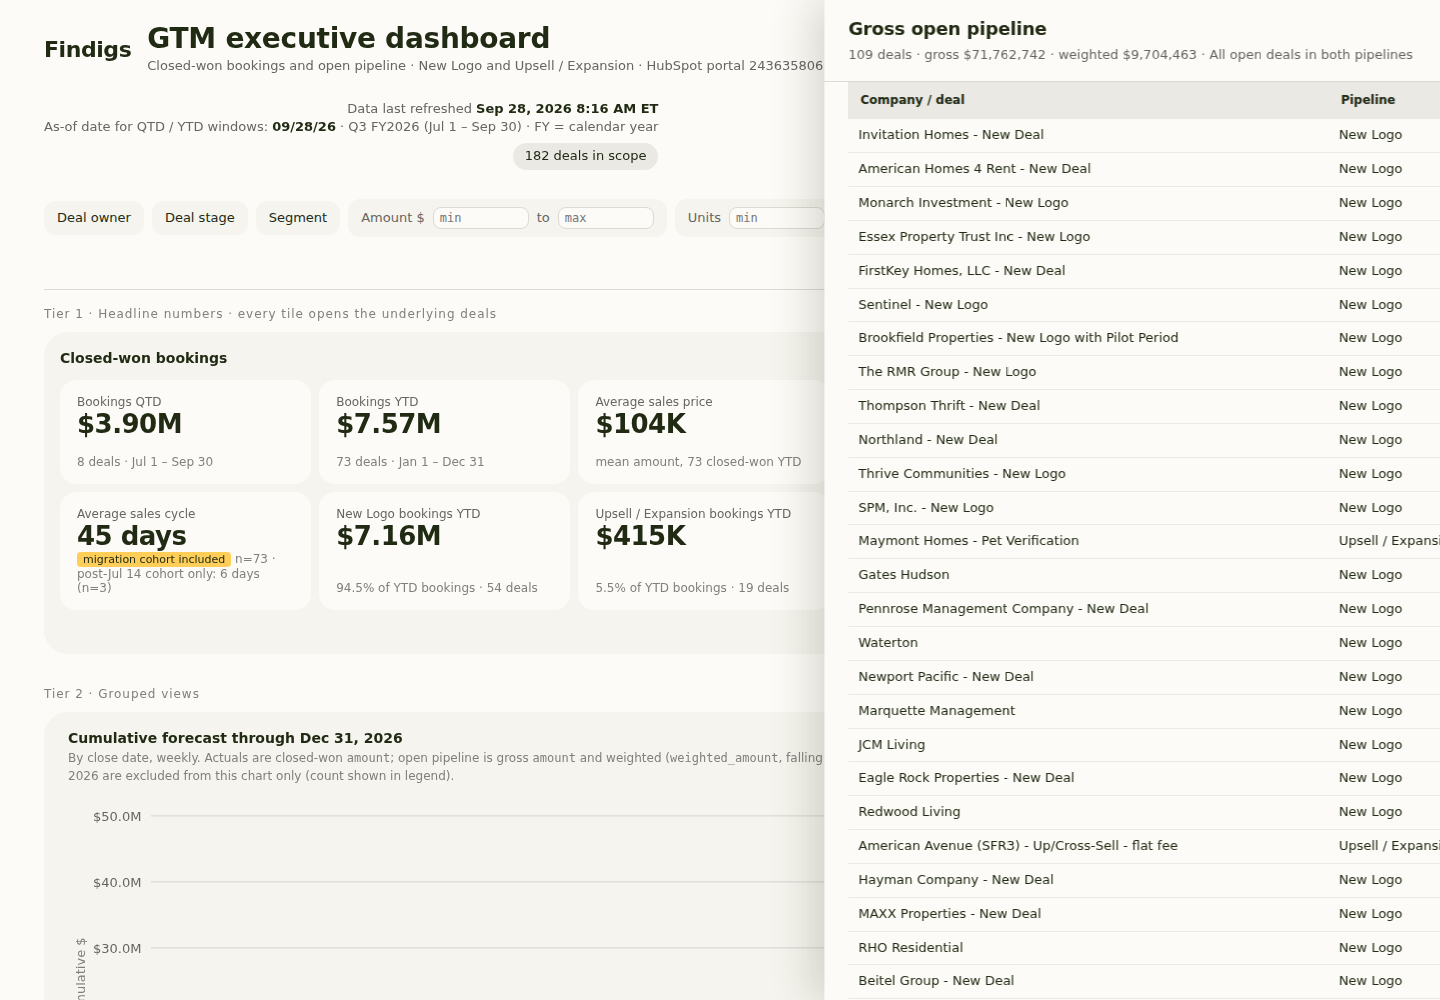 Findigs
GTM executive dashboard
Closed-won bookings and open pipeline · New Logo and Upsell / Expansion · HubSpot portal 243635806
Data last refreshed Sep 28, 2026 8:16 AM ET
As-of date for QTD / YTD windows: 09/28/26 · Q3 FY2026 (Jul 1 – Sep 30) · FY = calendar year
182 deals in scope
Deal owner
Deal stage
Segment
Amount $ min to max
Units min
Tier 1 · Headline numbers · every tile opens the underlying deals
Closed-won bookings
Bookings QTD
$3.90M
8 deals · Jul 1 – Sep 30
Bookings YTD
$7.57M
73 deals · Jan 1 – Dec 31
Average sales price
$104K
mean amount, 73 closed-won YTD
Average sales cycle
45 days
migration cohort included n=73 ·
post-Jul 14 cohort only: 6 days
(n=3)
New Logo bookings YTD
$7.16M
94.5% of YTD bookings · 54 deals
Upsell / Expansion bookings YTD
$415K
5.5% of YTD bookings · 19 deals
Tier 2 · Grouped views
Cumulative forecast through Dec 31, 2026
By close date, weekly. Actuals are closed-won amount; open pipeline is gross amount and weighted (weighted_amount, falling
2026 are excluded from this chart only (count shown in legend).
$50.0M
$40.0M
$30.0M
mulative $
Gross open pipeline
109 deals · gross $71,762,742 · weighted $9,704,463 · All open deals in both pipelines
Company / deal Pipeline
Invitation Homes - New Deal New Logo
American Homes 4 Rent - New Deal New Logo
Monarch Investment - New Logo New Logo
Essex Property Trust Inc - New Logo New Logo
FirstKey Homes, LLC - New Deal New Logo
Sentinel - New Logo New Logo
Brookfield Properties - New Logo with Pilot Period New Logo
The RMR Group - New Logo New Logo
Thompson Thrift - New Deal New Logo
Northland - New Deal New Logo
Thrive Communities - New Logo New Logo
SPM, Inc. - New Logo New Logo
Maymont Homes - Pet Verification Upsell / Expansi
Gates Hudson New Logo
Pennrose Management Company - New Deal New Logo
Waterton New Logo
Newport Pacific - New Deal New Logo
Marquette Management New Logo
JCM Living New Logo
Eagle Rock Properties - New Deal New Logo
Redwood Living New Logo
American Avenue (SFR3) - Up/Cross-Sell - flat fee Upsell / Expansi
Hayman Company - New Deal New Logo
MAXX Properties - New Deal New Logo
RHO Residential New Logo
Beitel Group - New Deal New Logo